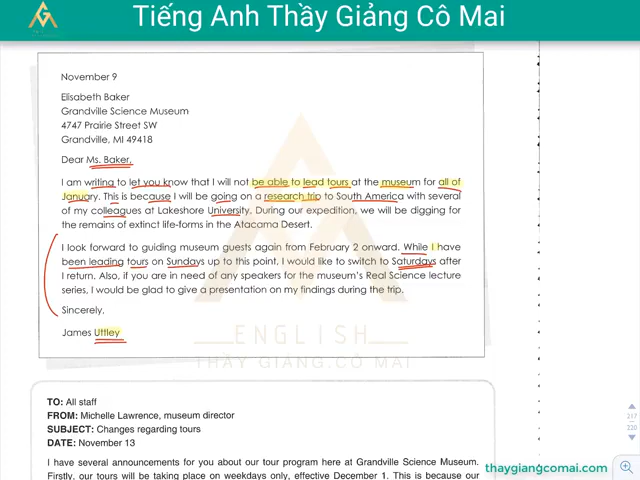 Tiếng Anh Thầy Giảng Cô Mai
November 9
Elisabeth Baker
Grandville Science Museum
4747 Prairie Street SW
Grandville, MI 49418
Dear Ms. Baker,
I am writing to let you know that I will not be able to lead tours at the museum for all of
January. This is because I will be going on a research trip to South America with several
of my colleagues at Lakeshore University. During our expedition, we will be digging for
the remains of extinct life-forms in the Atacama Desert.
I look forward to guiding museum guests again from February 2 onward. While I have
been leading tours on Sundays up to this point, I would like to switch to Saturdays after
I return. Also, if you are in need of any speakers for the museum's Real Science lecture
series, I would be glad to give a presentation on my findings during the trip.
Sincerely,
James Uttley
ENGLISH
THẦY GIẢNG CÔ MAI
TO: All staff
FROM: Michelle Lawrence, museum director
SUBJECT: Changes regarding tours
DATE: November 13
I have several announcements for you about our tour program here at Grandville Science Museum.
Firstly, our tours will be taking place on weekdays only, effective December 1. This is because our
217
220
thaygiangcomai.com